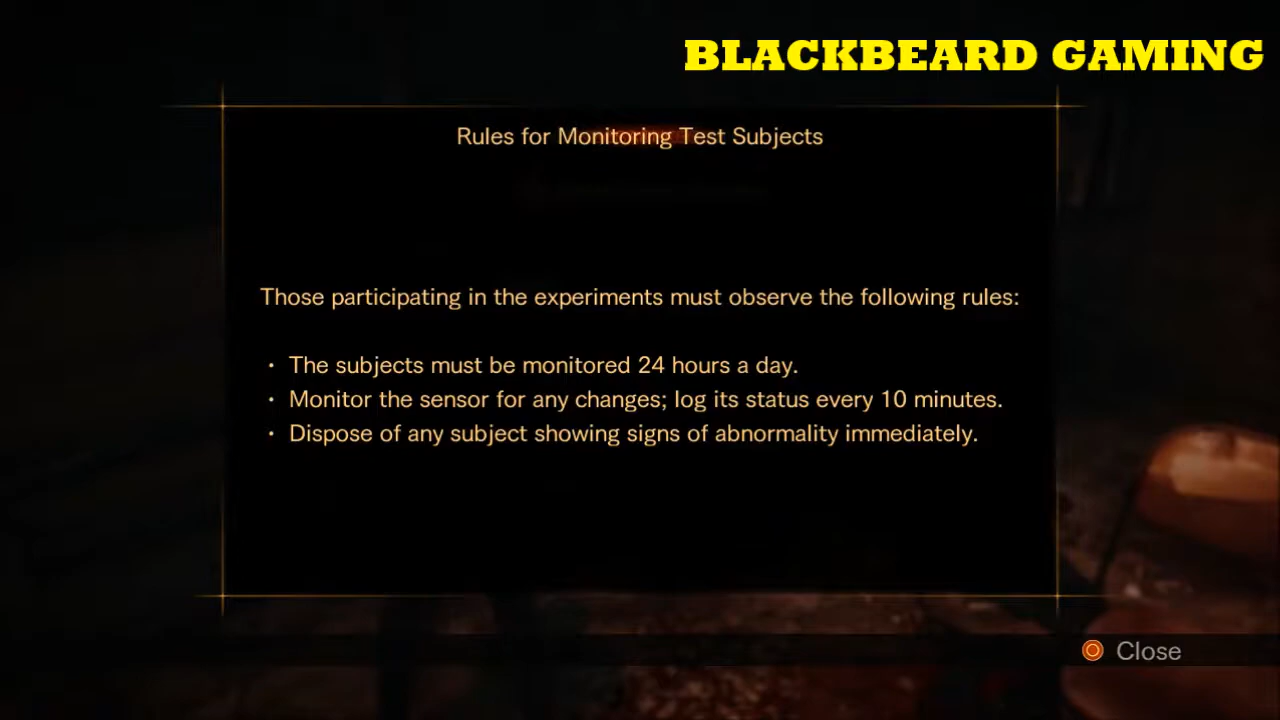 BLACKBEARD GAMING
Rules for Monitoring Test Subjects
Those participating in the experiments must observe the following rules:
・ The subjects must be monitored 24 hours a day.
・ Monitor the sensor for any changes; log its status every 10 minutes.
・ Dispose of any subject showing signs of abnormality immediately.
Close